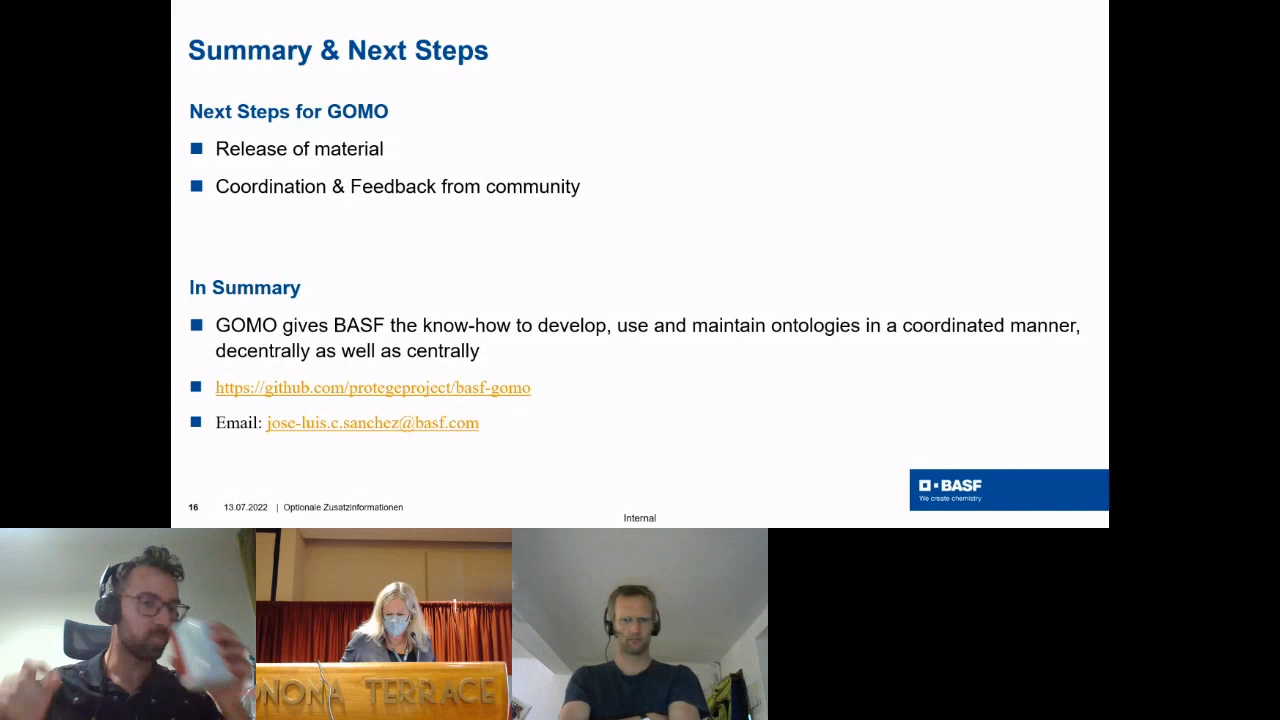 Summary & Next Steps
Next Steps for GOMO
Release of material
Coordination & Feedback from community
In Summary
GOMO gives BASF the know-how to develop, use and maintain ontologies in a coordinated manner,
decentrally as well as centrally
https://github.com/protegeproject/basf-gomo
Email: jose-luis.c.sanchez@basf.com
BASF
We create chemistry
16 13.07.2022 | Optionale Zusatzinformationen
Internal
ONONA TERRACE